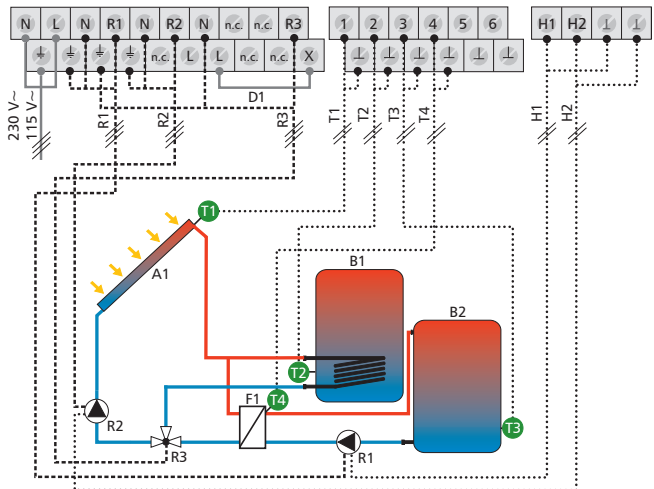 N L N R1 N R2 N n.c. n.c. R3
n.c. L L n.c. n.c. X
1 2 3 4 5 6
H1 H2
D1
230 V~
115 V~
R1
R2
R3
T1
T2
T3
T4
H1
H2
T1
A1
B1
B2
T2
F1
T4
T3
R2
R3
R1